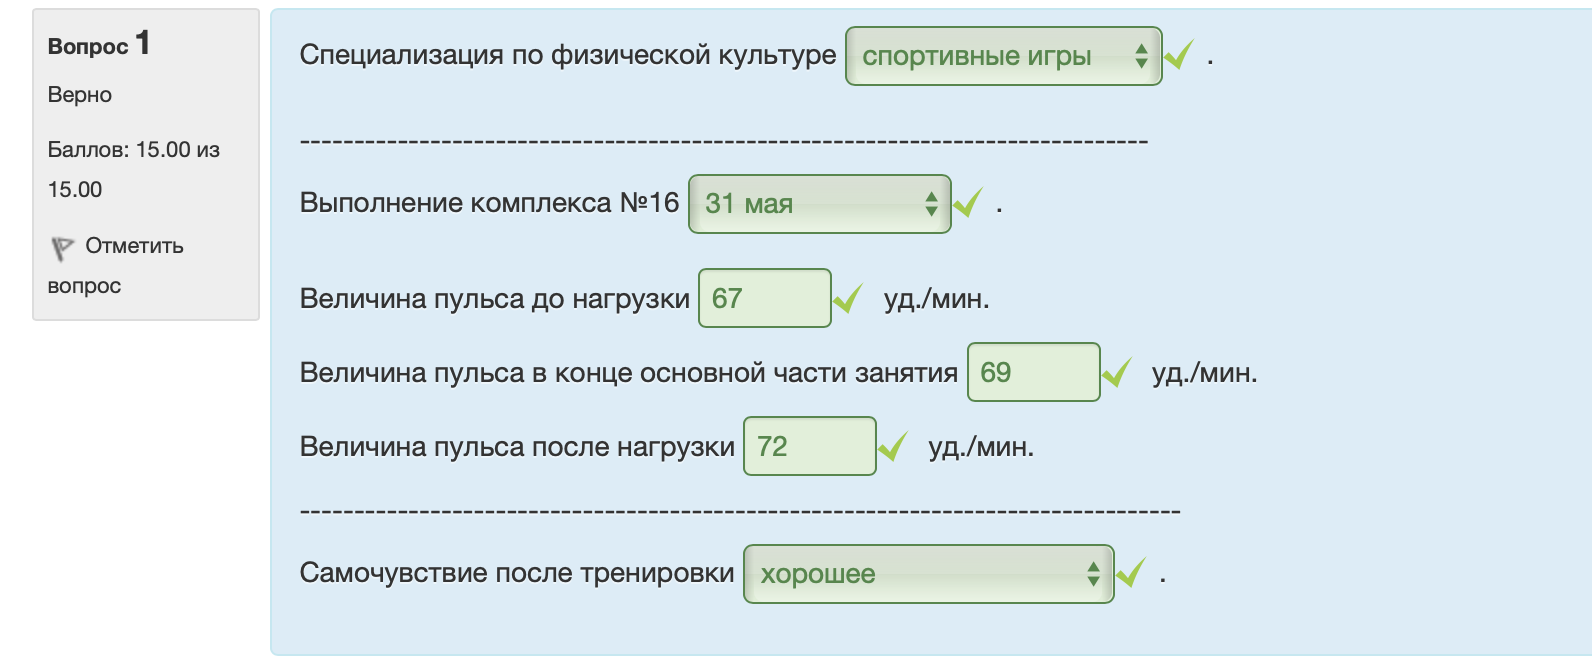 Вопрос 1
Верно
Баллов: 15.00 из
15.00
Отметить
вопрос
Специализация по физической культуре спортивные игры .
------------------------------------------------------------------------------
Выполнение комплекса №16 31 мая .
Величина пульса до нагрузки 67 уд./мин.
Величина пульса в конце основной части занятия 69 уд./мин.
Величина пульса после нагрузки 72 уд./мин.
---------------------------------------------------------------------------------
Самочувствие после тренировки хорошее .